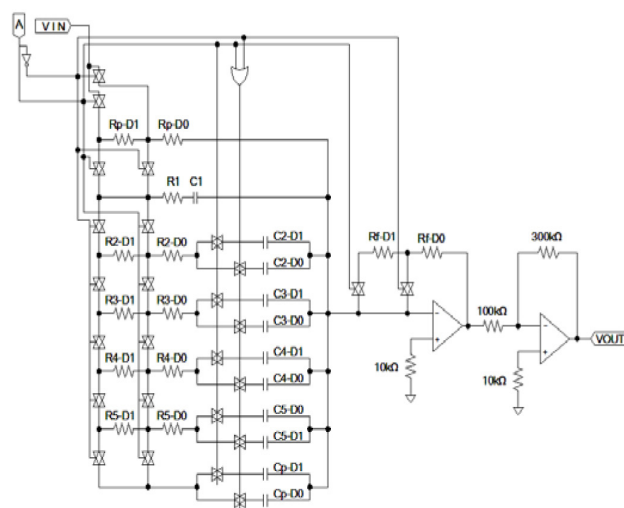 A
VIN
Rp-D1 Rp-D0
R1 C1
C2-D1
R2-D1 R2-D0
C2-D0
Rf-D1 Rf-D0
300kΩ
C3-D1
R3-D1 R3-D0
C3-D0
100kΩ
VOUT
C4-D1
R4-D1 R4-D0
C4-D0
10kΩ
10kΩ
C5-D0
R5-D1 R5-D0
C5-D1
Cp-D1
Cp-D0
-
+
-
+